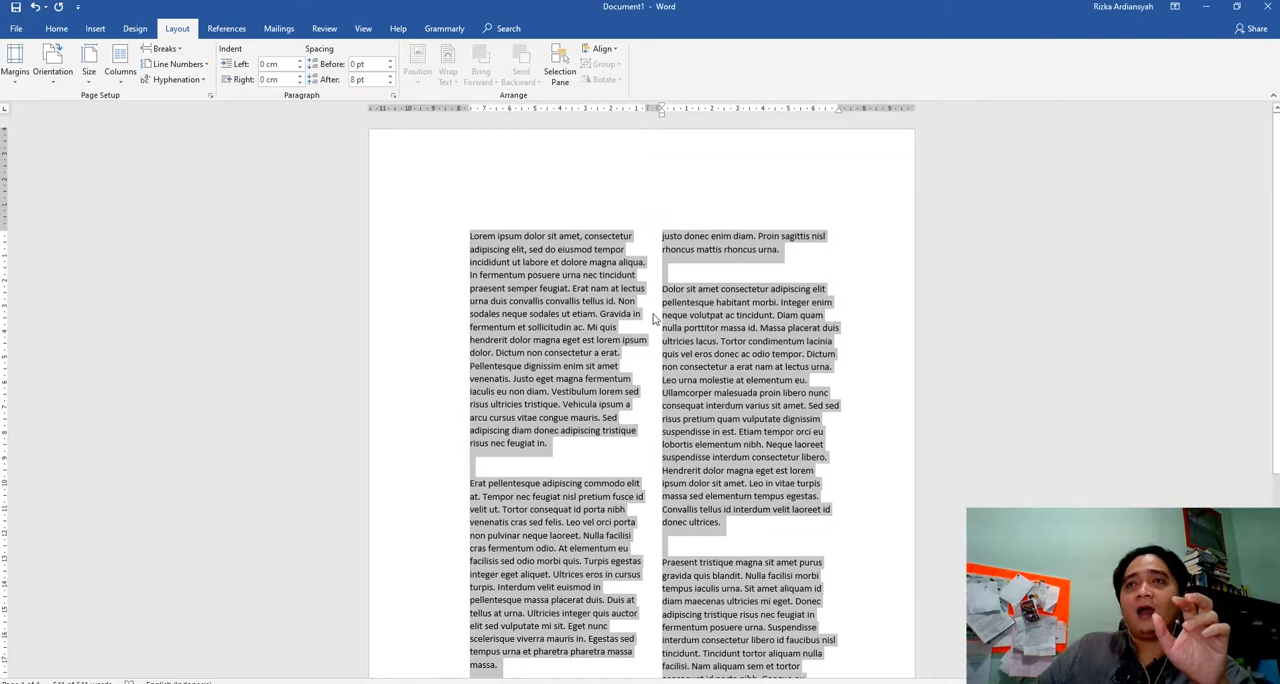 Document1 - Word
Rizka Ardiansyah
File
Home
Insert
Design
Layout
References
Mailings
Review
View
Help
Grammarly
Search
Share
Margins
Orientation
Size
Columns
Breaks
Line Numbers
Hyphenation
Page Setup
Indent
Left:
0 cm
Right:
0 cm
Spacing
Before:
0 pt
After:
8 pt
Paragraph
Position
Wrap
Text
Bring
Forward
Send
Backward
Selection
Pane
Align
Group
Rotate
Arrange
Lorem ipsum dolor sit amet, consectetur
adipiscing elit, sed do eiusmod tempor
incididunt ut labore et dolore magna aliqua.
In fermentum posuere urna nec tincidunt
praesent semper feugiat. Erat nam at lectus
urna duis convallis convallis tellus id. Non
sodales neque sodales ut etiam. Gravida in
fermentum et sollicitudin ac. Mi quis
hendrerit dolor magna eget est lorem ipsum
dolor. Dictum non consectetur a erat.
Pellentesque dignissim enim sit amet
venenatis. Justo eget magna fermentum
iaculis eu non diam. Vestibulum lorem sed
risus ultricies tristique. Vehicula ipsum a
arcu cursus vitae congue mauris. Sed
adipiscing diam donec adipiscing tristique
risus nec feugiat in.
Erat pellentesque adipiscing commodo elit
at. Tempor nec feugiat nisl pretium fusce id
velit ut. Tortor consequat id porta nibh
venenatis cras sed felis. Leo vel orci porta
non pulvinar neque laoreet. Nulla facilisi
cras fermentum odio. At elementum eu
facilisis sed odio morbi quis. Turpis egestas
integer eget aliquet. Ultrices eros in cursus
turpis. Interdum velit euismod in
pellentesque massa placerat duis. Duis at
tellus at urna. Ultricies integer quis auctor
elit sed vulputate mi sit. Eget nunc
scelerisque viverra mauris in. Egestas sed
tempus urna et pharetra pharetra massa
massa.
justo donec enim diam. Proin sagittis nisl
rhoncus mattis rhoncus urna.
Dolor sit amet consectetur adipiscing elit
pellentesque habitant morbi. Integer enim
neque volutpat ac tincidunt. Diam quam
nulla porttitor massa id. Massa placerat duis
ultricies lacus. Tortor condimentum lacinia
quis vel eros donec ac odio tempor. Dictum
non consectetur a erat nam at lectus urna.
Leo urna molestie at elementum eu.
Ullamcorper malesuada proin libero nunc
consequat interdum varius sit amet. Sed sed
risus pretium quam vulputate dignissim
suspendisse in est. Etiam tempor orci eu
lobortis elementum nibh. Neque laoreet
suspendisse interdum consectetur libero.
Hendrerit dolor magna eget est lorem
ipsum dolor sit amet. Leo in vitae turpis
massa sed elementum tempus egestas.
Convallis tellus id interdum velit laoreet id
donec ultrices.
Praesent tristique magna sit amet purus
gravida quis blandit. Nulla facilisi morbi
tempus iaculis urna. Sit amet aliquam id
diam maecenas ultricies mi eget. Donec
adipiscing tristique risus nec feugiat in
fermentum posuere urna. Suspendisse
interdum consectetur libero id faucibus nisl
tincidunt. Tincidunt tortor aliquam nulla
facilisi. Nam aliquam sem et tortor